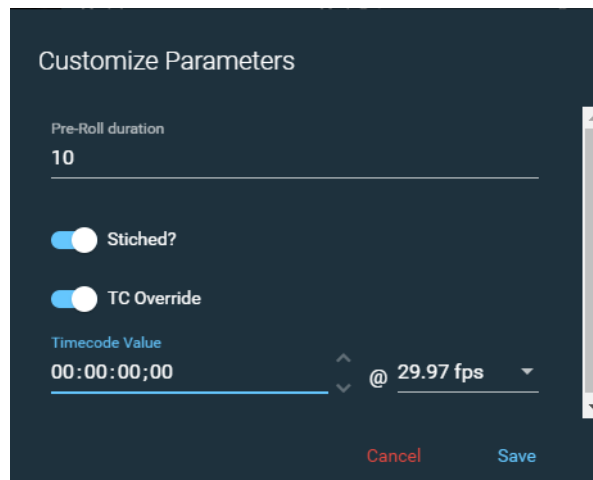 Customize Parameters
Pre-Roll duration
10
Stiched?
TC Override
Timecode Value
00:00:00;00 @ 29.97 fps
Cancel Save